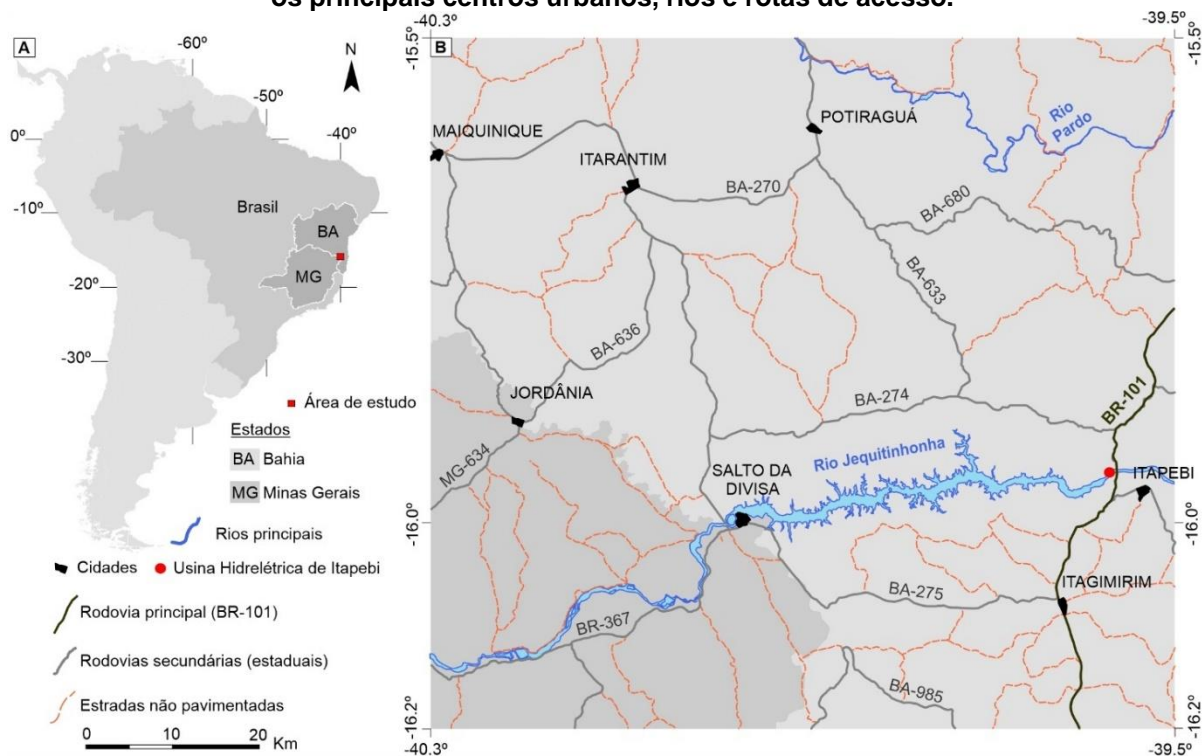 os principais centros urbanos, rios e rotas de acesso.
A
-60º
-50º
-40º
0º
-10º
-20º
-30º
N
Brasil
BA
MG
Área de estudo
Estados
BA Bahia
MG Minas Gerais
Rios principais
Cidades
Usina Hidrelétrica de Itapebi
Rodovia principal (BR-101)
Rodovias secundárias (estaduais)
Estradas não pavimentadas
0 10 20
Km
B
-40.3º
-39.5º
-15.5º
-15.5º
MAIQUINIQUE
POTIRAGUÁ
Rio
Pardo
ITARANTIM
BA-270
BA-680
BA-633
BA-636
JORDÂNIA
BA-274
BR-101
MG-634
SALTO DA
DIVISA
Rio Jequitinhonha
ITAPEBI
-16.0º
-16.0º
ITAGIMIRIM
BA-275
BR-367
BA-985
-16.2º
-16.2º
-40.3º
-39.5º